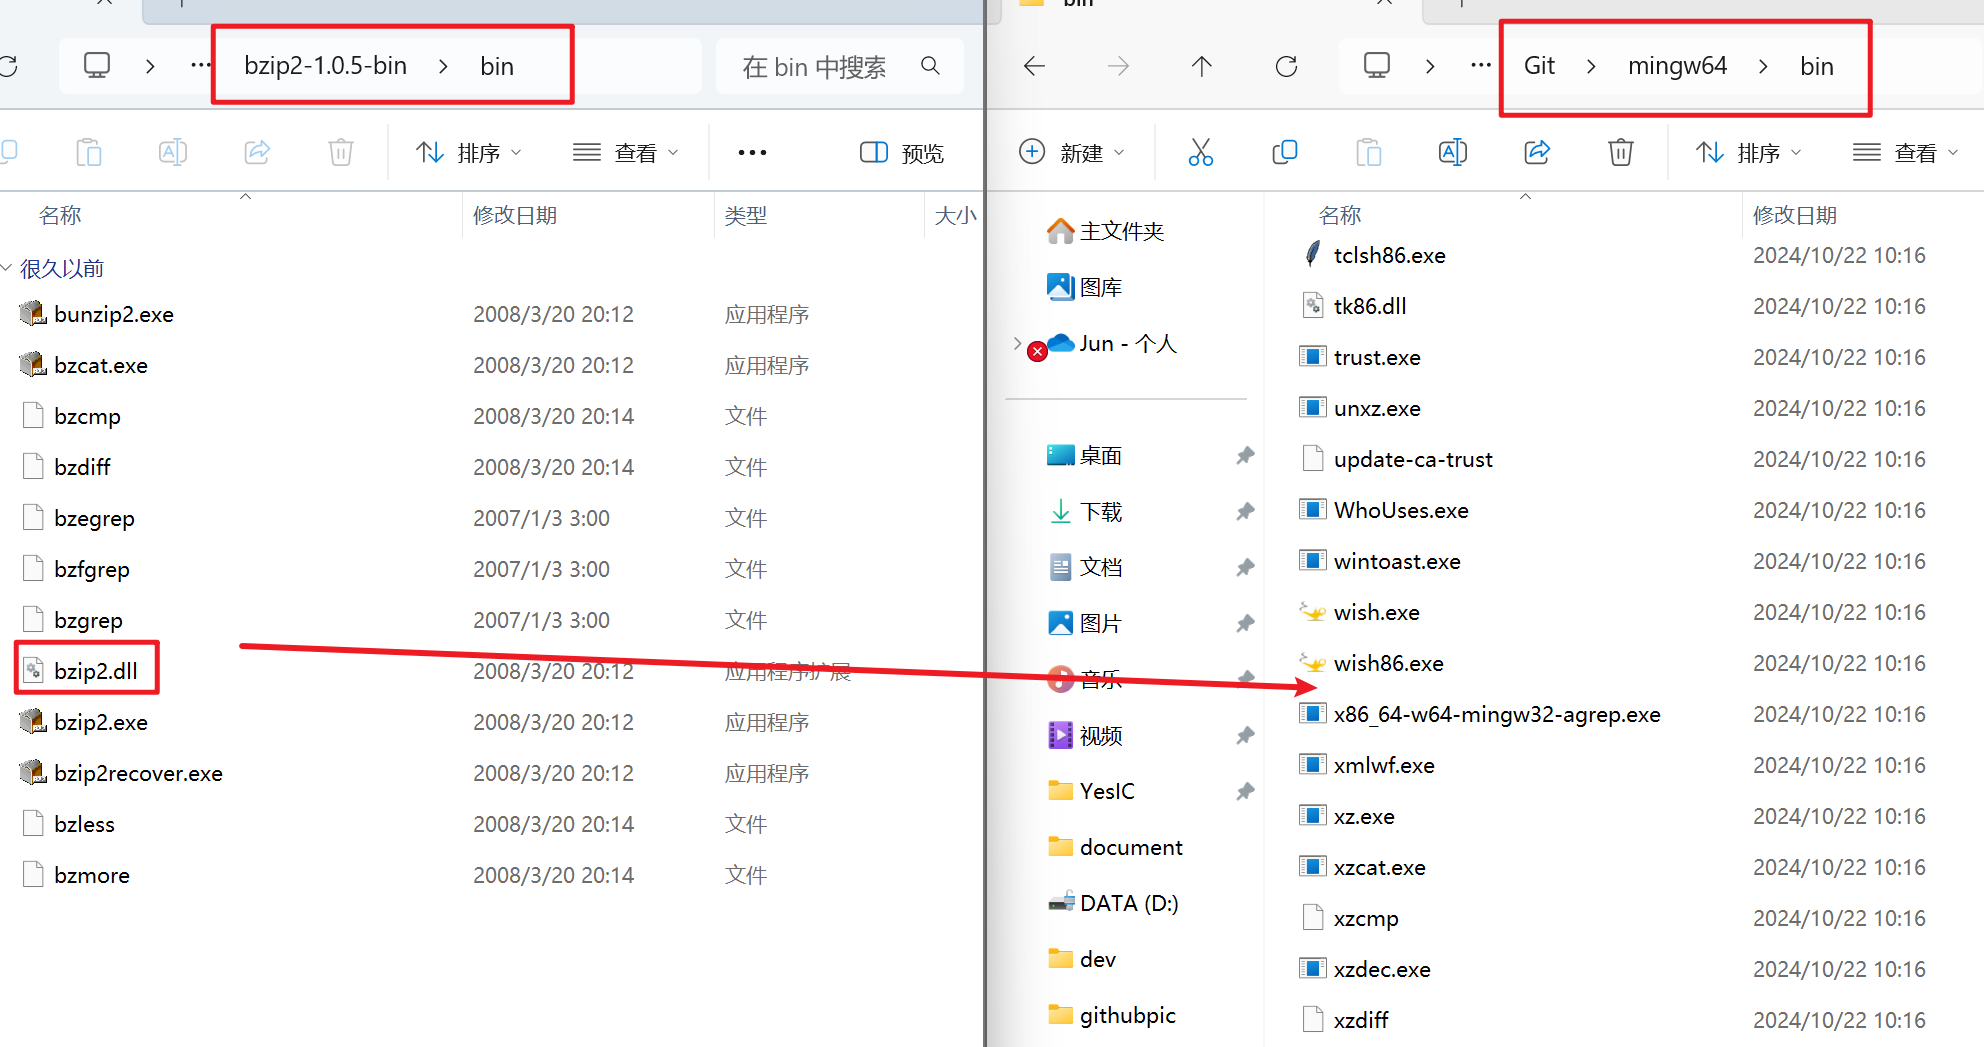 bzip2-1.0.5-bin > bin
在 bin 中搜索
排序
查看
预览
名称 修改日期 类型 大小
很久以前
bunzip2.exe 2008/3/20 20:12 应用程序
bzcat.exe 2008/3/20 20:12 应用程序
bzcmp 2008/3/20 20:14 文件
bzdiff 2008/3/20 20:14 文件
bzegrep 2007/1/3 3:00 文件
bzfgrep 2007/1/3 3:00 文件
bzgrep 2007/1/3 3:00 文件
bzip2.dll 2008/3/20 20:12 应用程序扩展
bzip2.exe 2008/3/20 20:12 应用程序
bzip2recover.exe 2008/3/20 20:12 应用程序
bzless 2008/3/20 20:14 文件
bzmore 2008/3/20 20:14 文件
bin
Git > mingw64 > bin
新建
排序
查看
主文件夹
图库
Jun - 个人
桌面
下载
文档
图片
音乐
视频
YesIC
document
DATA (D:)
dev
githubpic
名称 修改日期
tclsh86.exe 2024/10/22 10:16
tk86.dll 2024/10/22 10:16
trust.exe 2024/10/22 10:16
unxz.exe 2024/10/22 10:16
update-ca-trust 2024/10/22 10:16
WhoUses.exe 2024/10/22 10:16
wintoast.exe 2024/10/22 10:16
wish.exe 2024/10/22 10:16
wish86.exe 2024/10/22 10:16
x86_64-w64-mingw32-agrep.exe 2024/10/22 10:16
xmlwf.exe 2024/10/22 10:16
xz.exe 2024/10/22 10:16
xzcat.exe 2024/10/22 10:16
xzcmp 2024/10/22 10:16
xzdec.exe 2024/10/22 10:16
xzdiff 2024/10/22 10:16